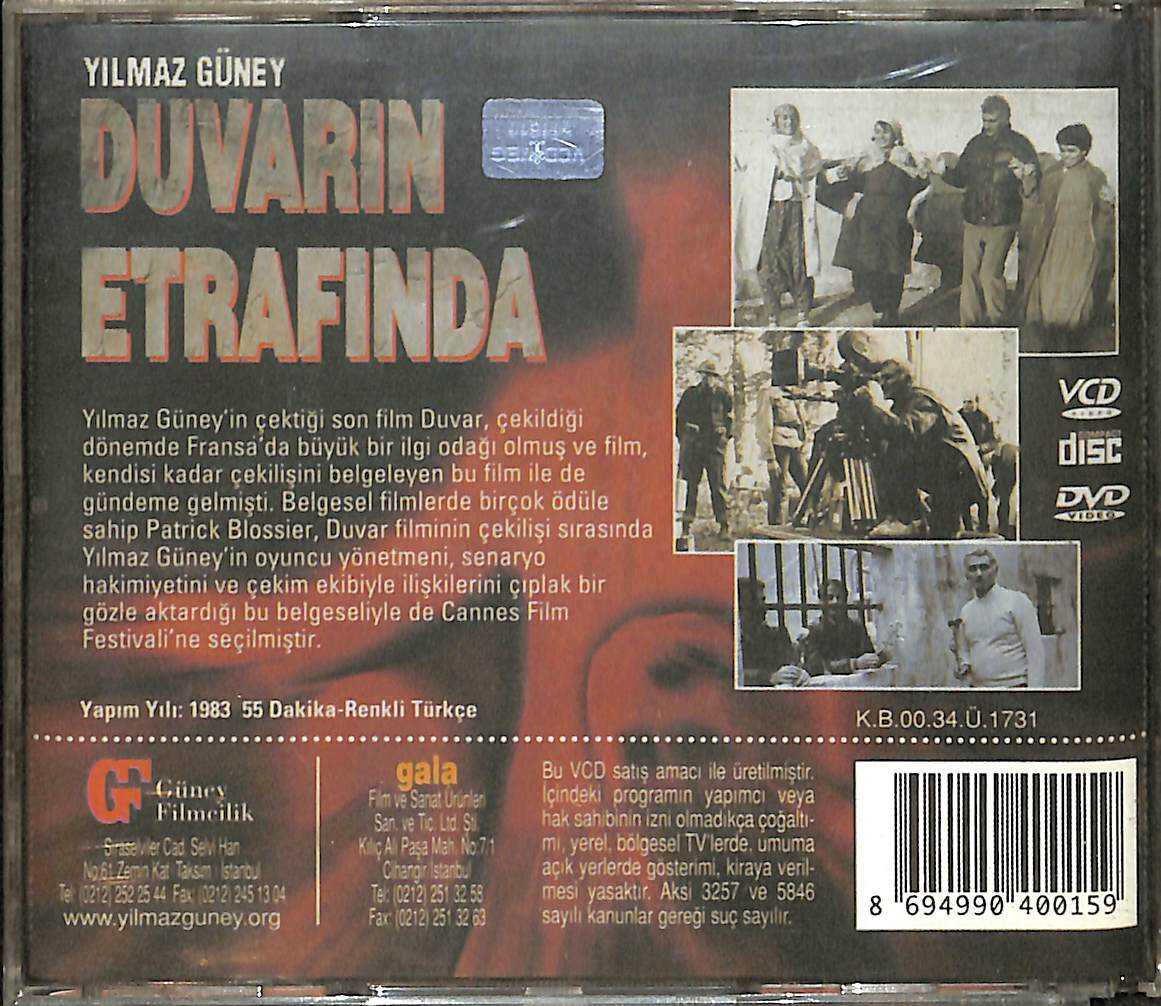 YILMAZ GÜNEY
DUVARIN
ETRAFINDA
Yılmaz Güney'in çektiği son film Duvar, çekildiği
dönemde Fransa'da büyük bir ilgi odağı olmuş ve film,
kendisi kadar çekilişini belgeleyen bu film ile de
gündeme gelmişti. Belgesel filmlerde birçok ödüle
sahip Patrick Blossier, Duvar filminin çekilişi sırasında
Yılmaz Güney'in oyuncu yönetmeni, senaryo
hakimiyetini ve çekim ekibiyle ilişkilerini çıplak bir
gözle aktardığı bu belgeseliyle de Cannes Film
Festivali'ne seçilmiştir.
VCD
VIDEO
COMPACT
disc
DVD
VIDEO
Yapım Yılı: 1983 55 Dakika-Renkli Türkçe
K.B.00.34.Ü.1731
GF Güney
Filmcilik
Sıraselviler Cad. Selvi Han
No:61 Zemin Kat Taksim İstanbul
Tel: (0212) 252 25 44 Fax: (0212) 245 13 04
www.yilmazguney.org
gala
Film ve Sanat Ürünleri
San. ve Tic. Ltd. Şti.
Kılıç Ali Paşa Mah. No:7/1
Cihangir İstanbul
Tel: (0212) 251 32 58
Fax: (0212) 251 32 63
Bu VCD satış amacı ile üretilmiştir.
İçindeki programın yapımcı veya
hak sahibinin izni olmadıkça çoğaltı-
mı, yerel, bölgesel TV'lerde, umuma
açık yerlerde gösterimi, kiraya veril-
mesi yasaktır. Aksi 3257 ve 5846
sayılı kanunlar gereği suç sayılır.
8 694990 400159